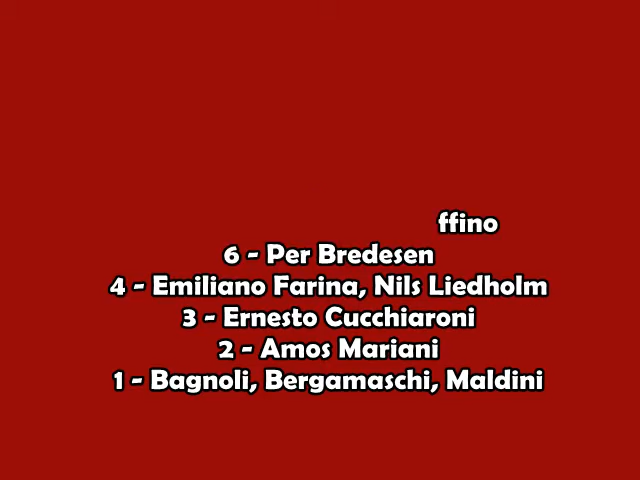 ffino
6 - Per Bredesen
4 - Emiliano Farina, Nils Liedholm
3 - Ernesto Cucchiaroni
2 - Amos Mariani
1 - Bagnoli, Bergamaschi, Maldini